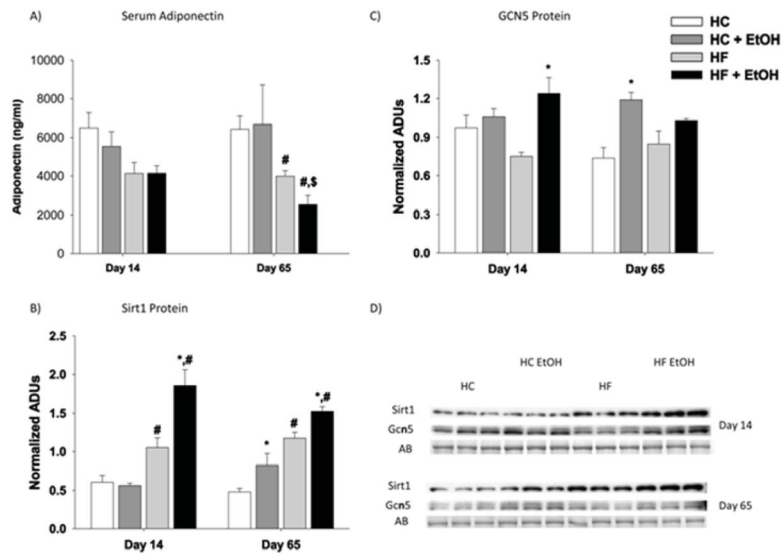 A) Serum Adiponectin
Adiponectin (ng/ml)
10000
8000
6000
4000
2000
0
#
#,$
Day 14 Day 65
C) GCN5 Protein
Normalized ADUs
1.5
1.2
0.9
0.6
0.3
0.0
*
*
Day 14 Day 65
HC
HC + EtOH
HF
HF + EtOH
B) Sirt1 Protein
Normalized ADUs
2.5
2.0
1.5
1.0
0.5
0.0
#
*,#
*
#
*,#
Day 14 Day 65
D)
HC EtOH HF EtOH
HC HF
Sirt1
Gcn5
AB
Day 14
Sirt1
Gcn5
AB
Day 65